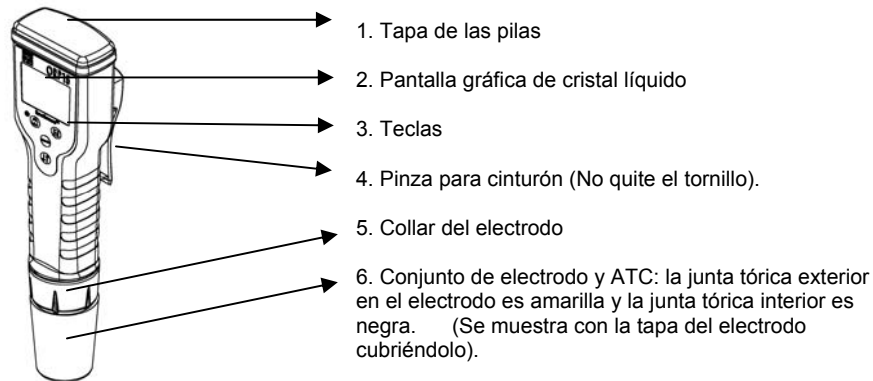 1. Tapa de las pilas
2. Pantalla gráfica de cristal líquido
3. Teclas
4. Pinza para cinturón (No quite el tornillo).
5. Collar del electrodo
6. Conjunto de electrodo y ATC: la junta tórica exterior
en el electrodo es amarilla y la junta tórica interior es
negra. (Se muestra con la tapa del electrodo
cubriéndolo).